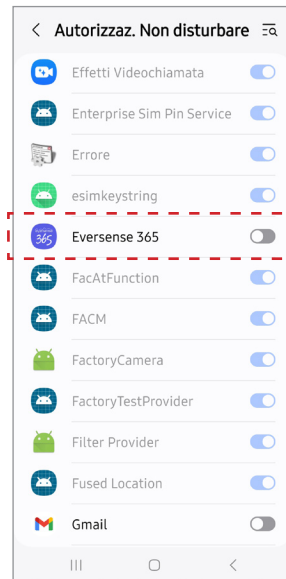 Autorizzaz. Non disturbare
Effetti Videochiamata
Enterprise Sim Pin Service
Errore
esimkeystring
365
Eversense 365
FacAtFunction
FACM
FactoryCamera
FactoryTestProvider
Filter Provider
Fused Location
Gmail